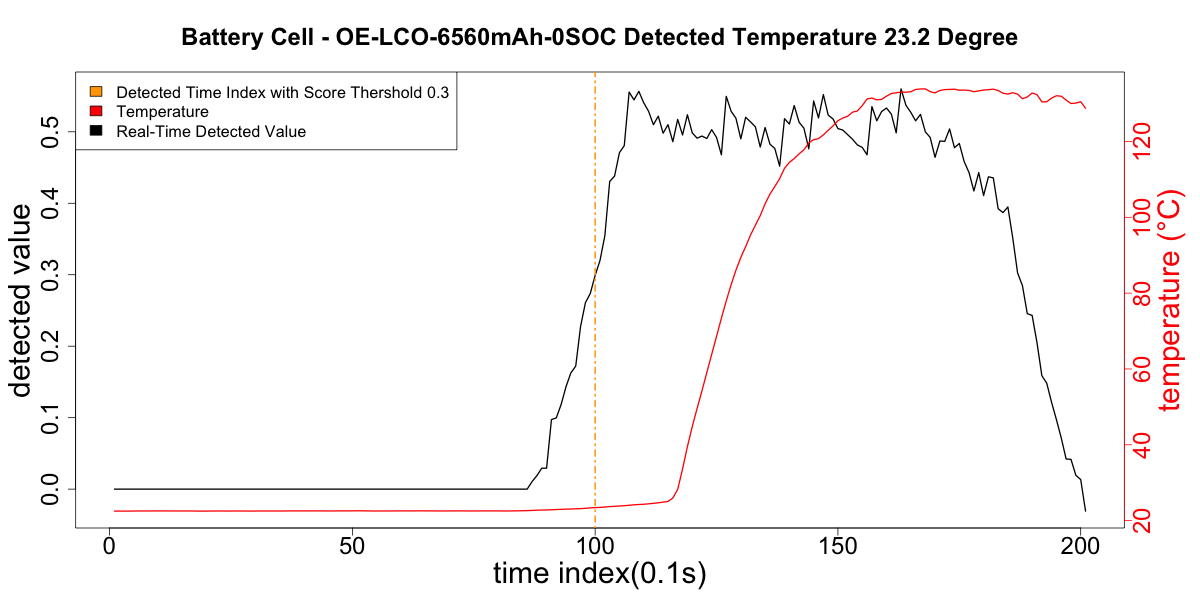 Battery Cell - OE-LCO-6560mAh-0SOC Detected Temperature 23.2 Degree
Detected Time Index with Score Thershold 0.3
Temperature
Real-Time Detected Value
detected value
0.0
0.1
0.2
0.3
0.4
0.5
0
50
100
150
200
time index(0.1s)
20
40
60
80
100
120
temperature (°C)